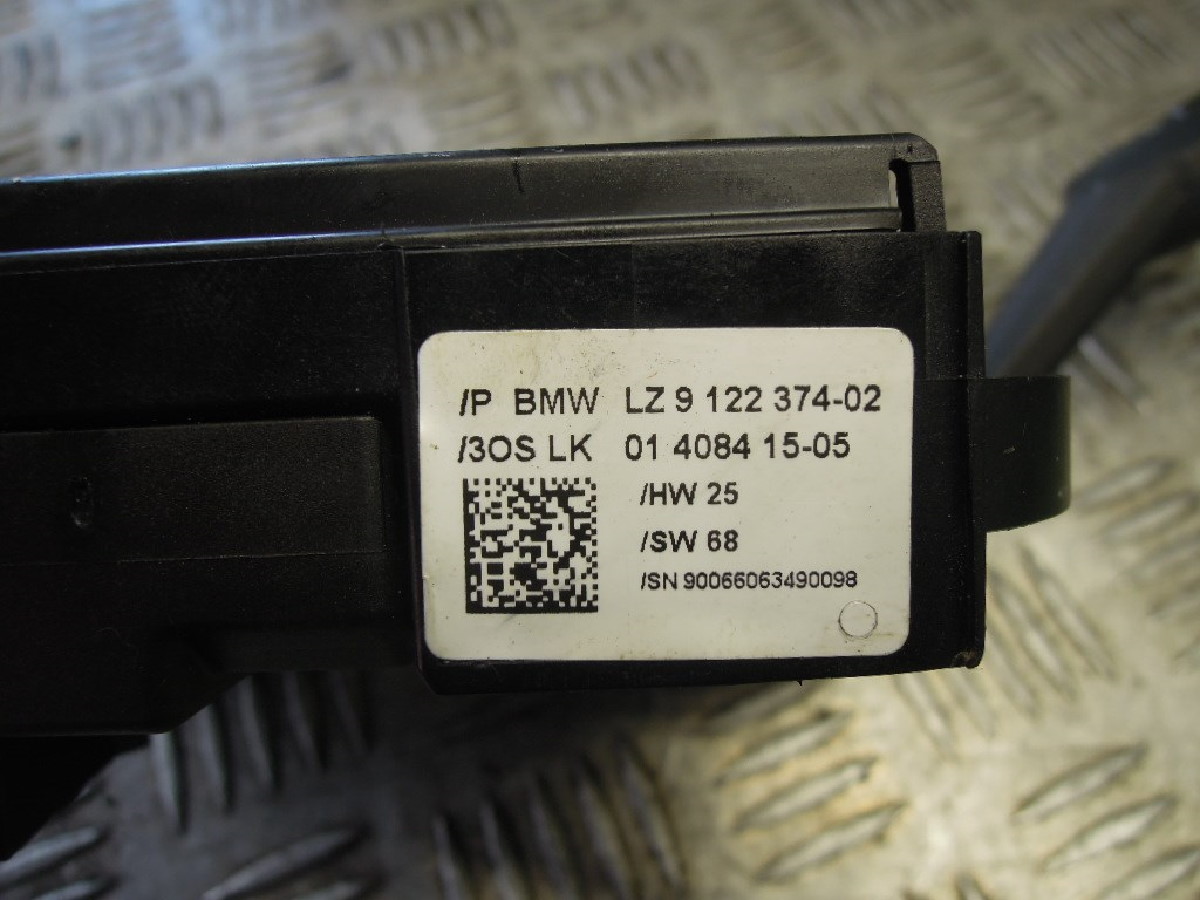 /P BMW LZ 9 122 374-02
/3OS LK 01 4084 15-05
/HW 25
/SW 68
/SN 90066063490098